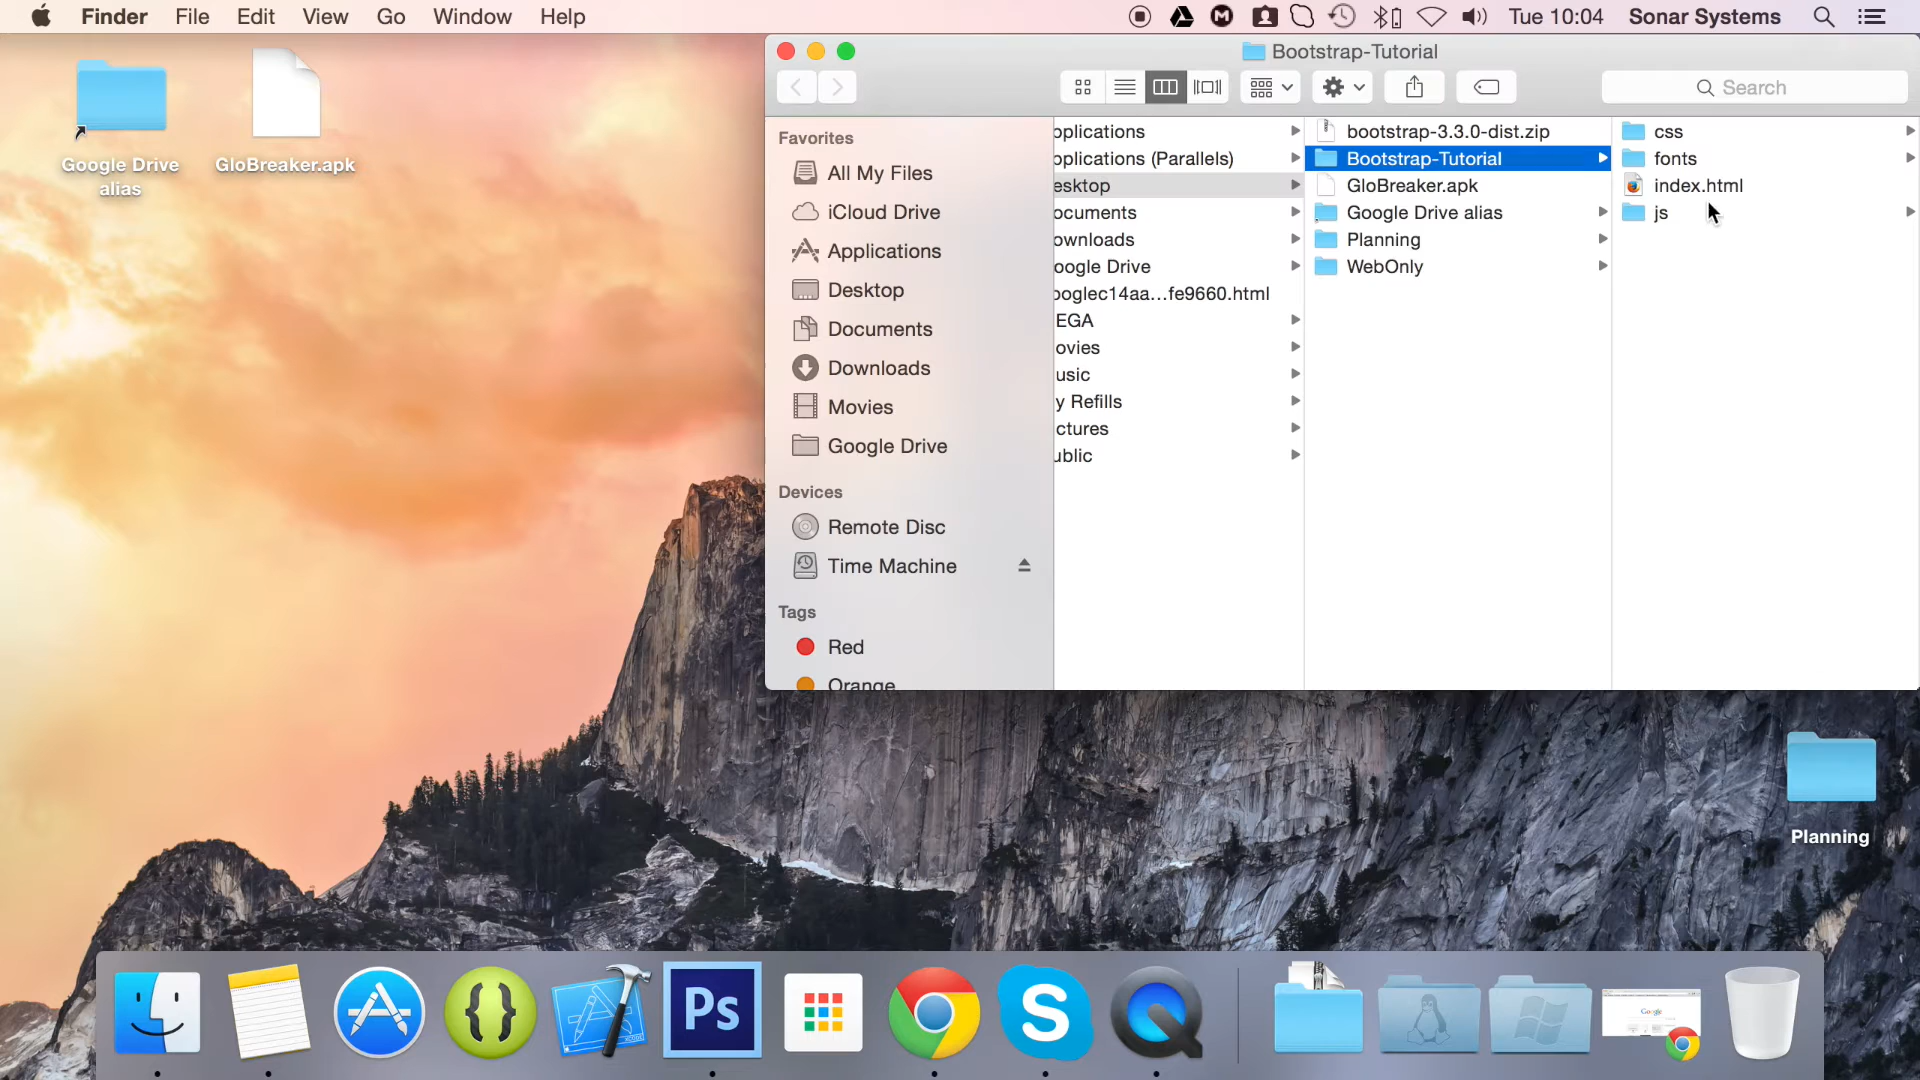 Finder File Edit View Go Window Help
Tue 10:04 Sonar Systems
Google Drive
alias
GloBreaker.apk
Bootstrap-Tutorial
Search
Favorites
All My Files
iCloud Drive
Applications
Desktop
Documents
Downloads
Movies
Google Drive
Devices
Remote Disc
Time Machine
Tags
Red
Orange
pplications
pplications (Parallels)
esktop
ocuments
ownloads
oogle Drive
ooglec14aa...fe9660.html
EGA
ovies
usic
y Refills
ctures
ublic
bootstrap-3.3.0-dist.zip
Bootstrap-Tutorial
GloBreaker.apk
Google Drive alias
Planning
WebOnly
css
fonts
index.html
js
Planning
{}
Ps
S
Google